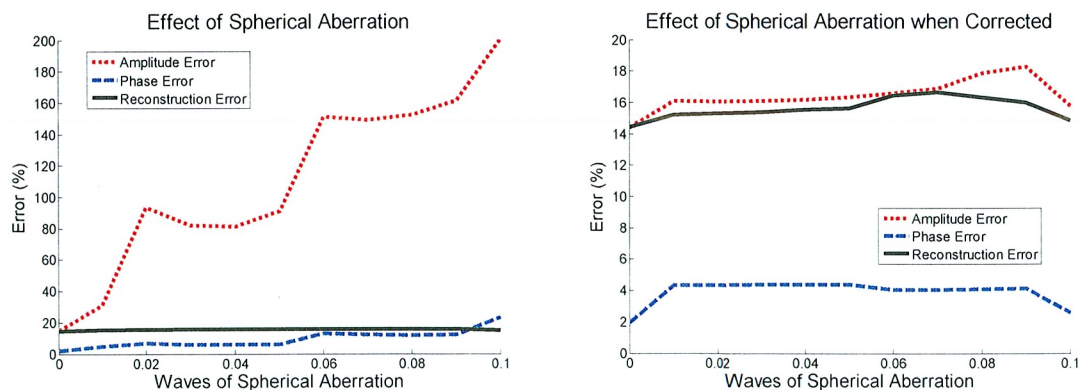 Effect of Spherical Aberration
200
180
160
140
120
100
80
60
40
20
0
Error (%)
Amplitude Error
Phase Error
Reconstruction Error
0
0.02
0.04
0.06
0.08
0.1
Waves of Spherical Aberration
Effect of Spherical Aberration when Corrected
20
18
16
14
12
10
8
6
4
2
0
Error (%)
Amplitude Error
Phase Error
Reconstruction Error
0
0.02
0.04
0.06
0.08
0.1
Waves of Spherical Aberration